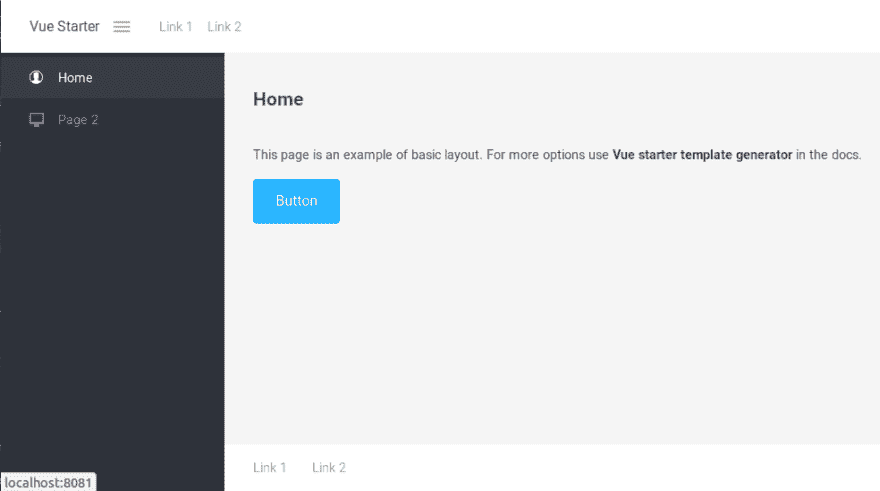 Vue Starter Link 1 Link 2
Home
Page 2
Home
This page is an example of basic layout. For more options use Vue starter template generator in the docs.
Button
Link 1 Link 2
localhost:8081